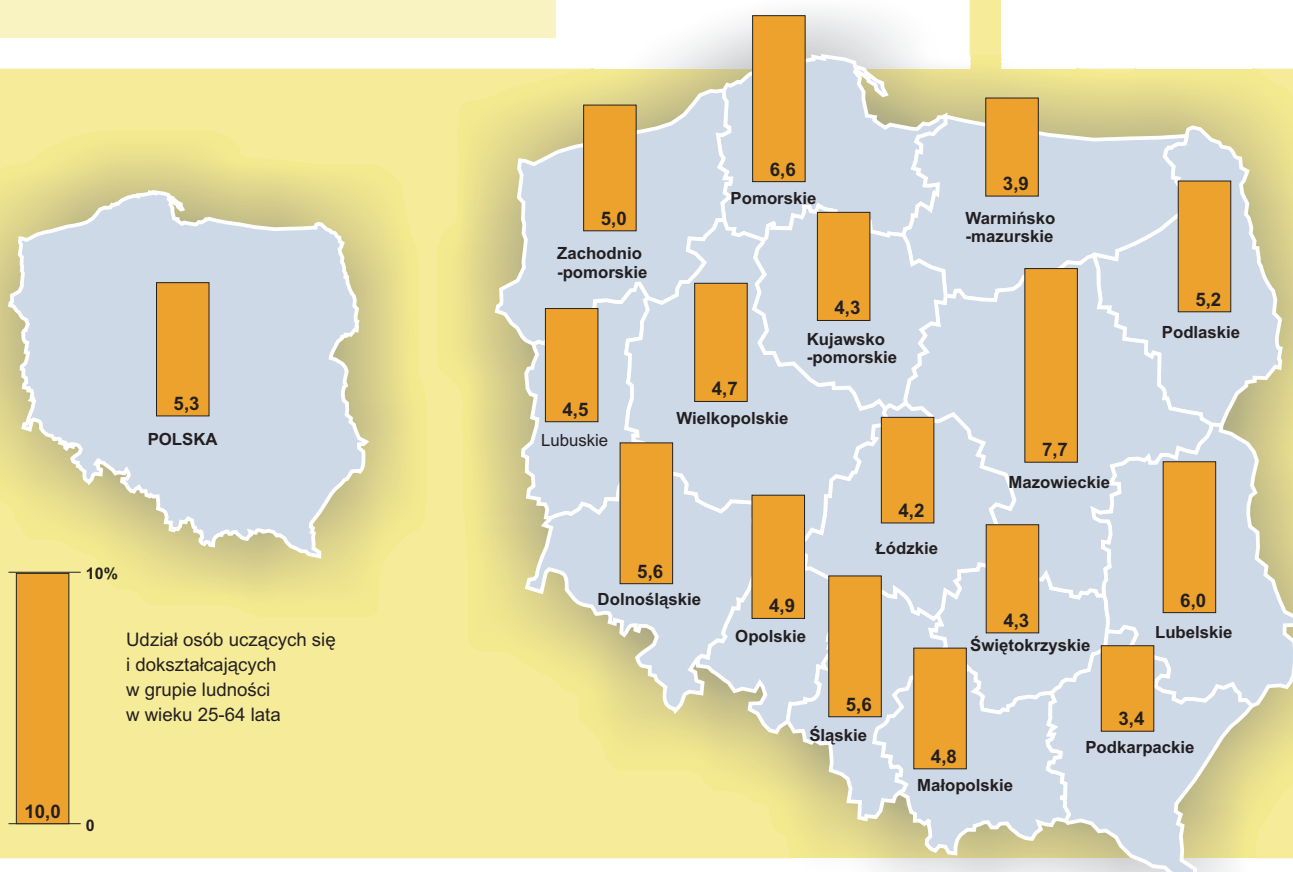 5,3
POLSKA
10%
10,0
0
Udział osób uczących się
i dokształcających
w grupie ludności
w wieku 25-64 lata
6,6
Pomorskie
5,0
Zachodnio
-pomorskie
3,9
Warmińsko
-mazurskie
5,2
Podlaskie
4,3
Kujawsko
-pomorskie
4,7
Wielkopolskie
4,5
Lubuskie
7,7
Mazowieckie
4,2
Łódzkie
5,6
Dolnośląskie
4,9
Opolskie
6,0
Lubelskie
4,3
Świętokrzyskie
5,6
Śląskie
4,8
Małopolskie
3,4
Podkarpackie